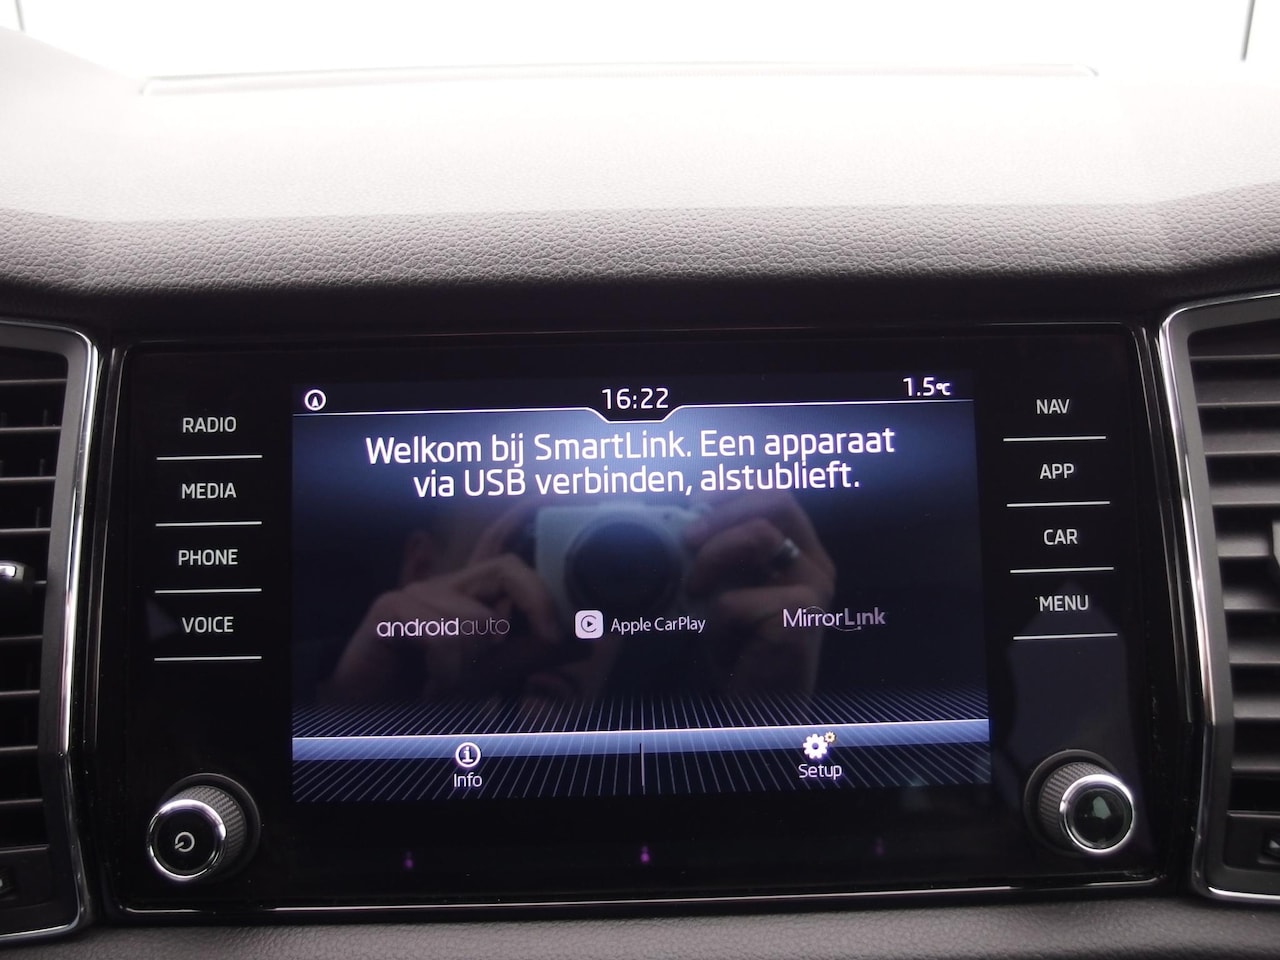 16:22
1.5°C
Welkom bij SmartLink. Een apparaat
via USB verbinden, alstublieft.
androidauto
Apple CarPlay
MirrorLink
Info
Setup
RADIO
MEDIA
PHONE
VOICE
NAV
APP
CAR
MENU